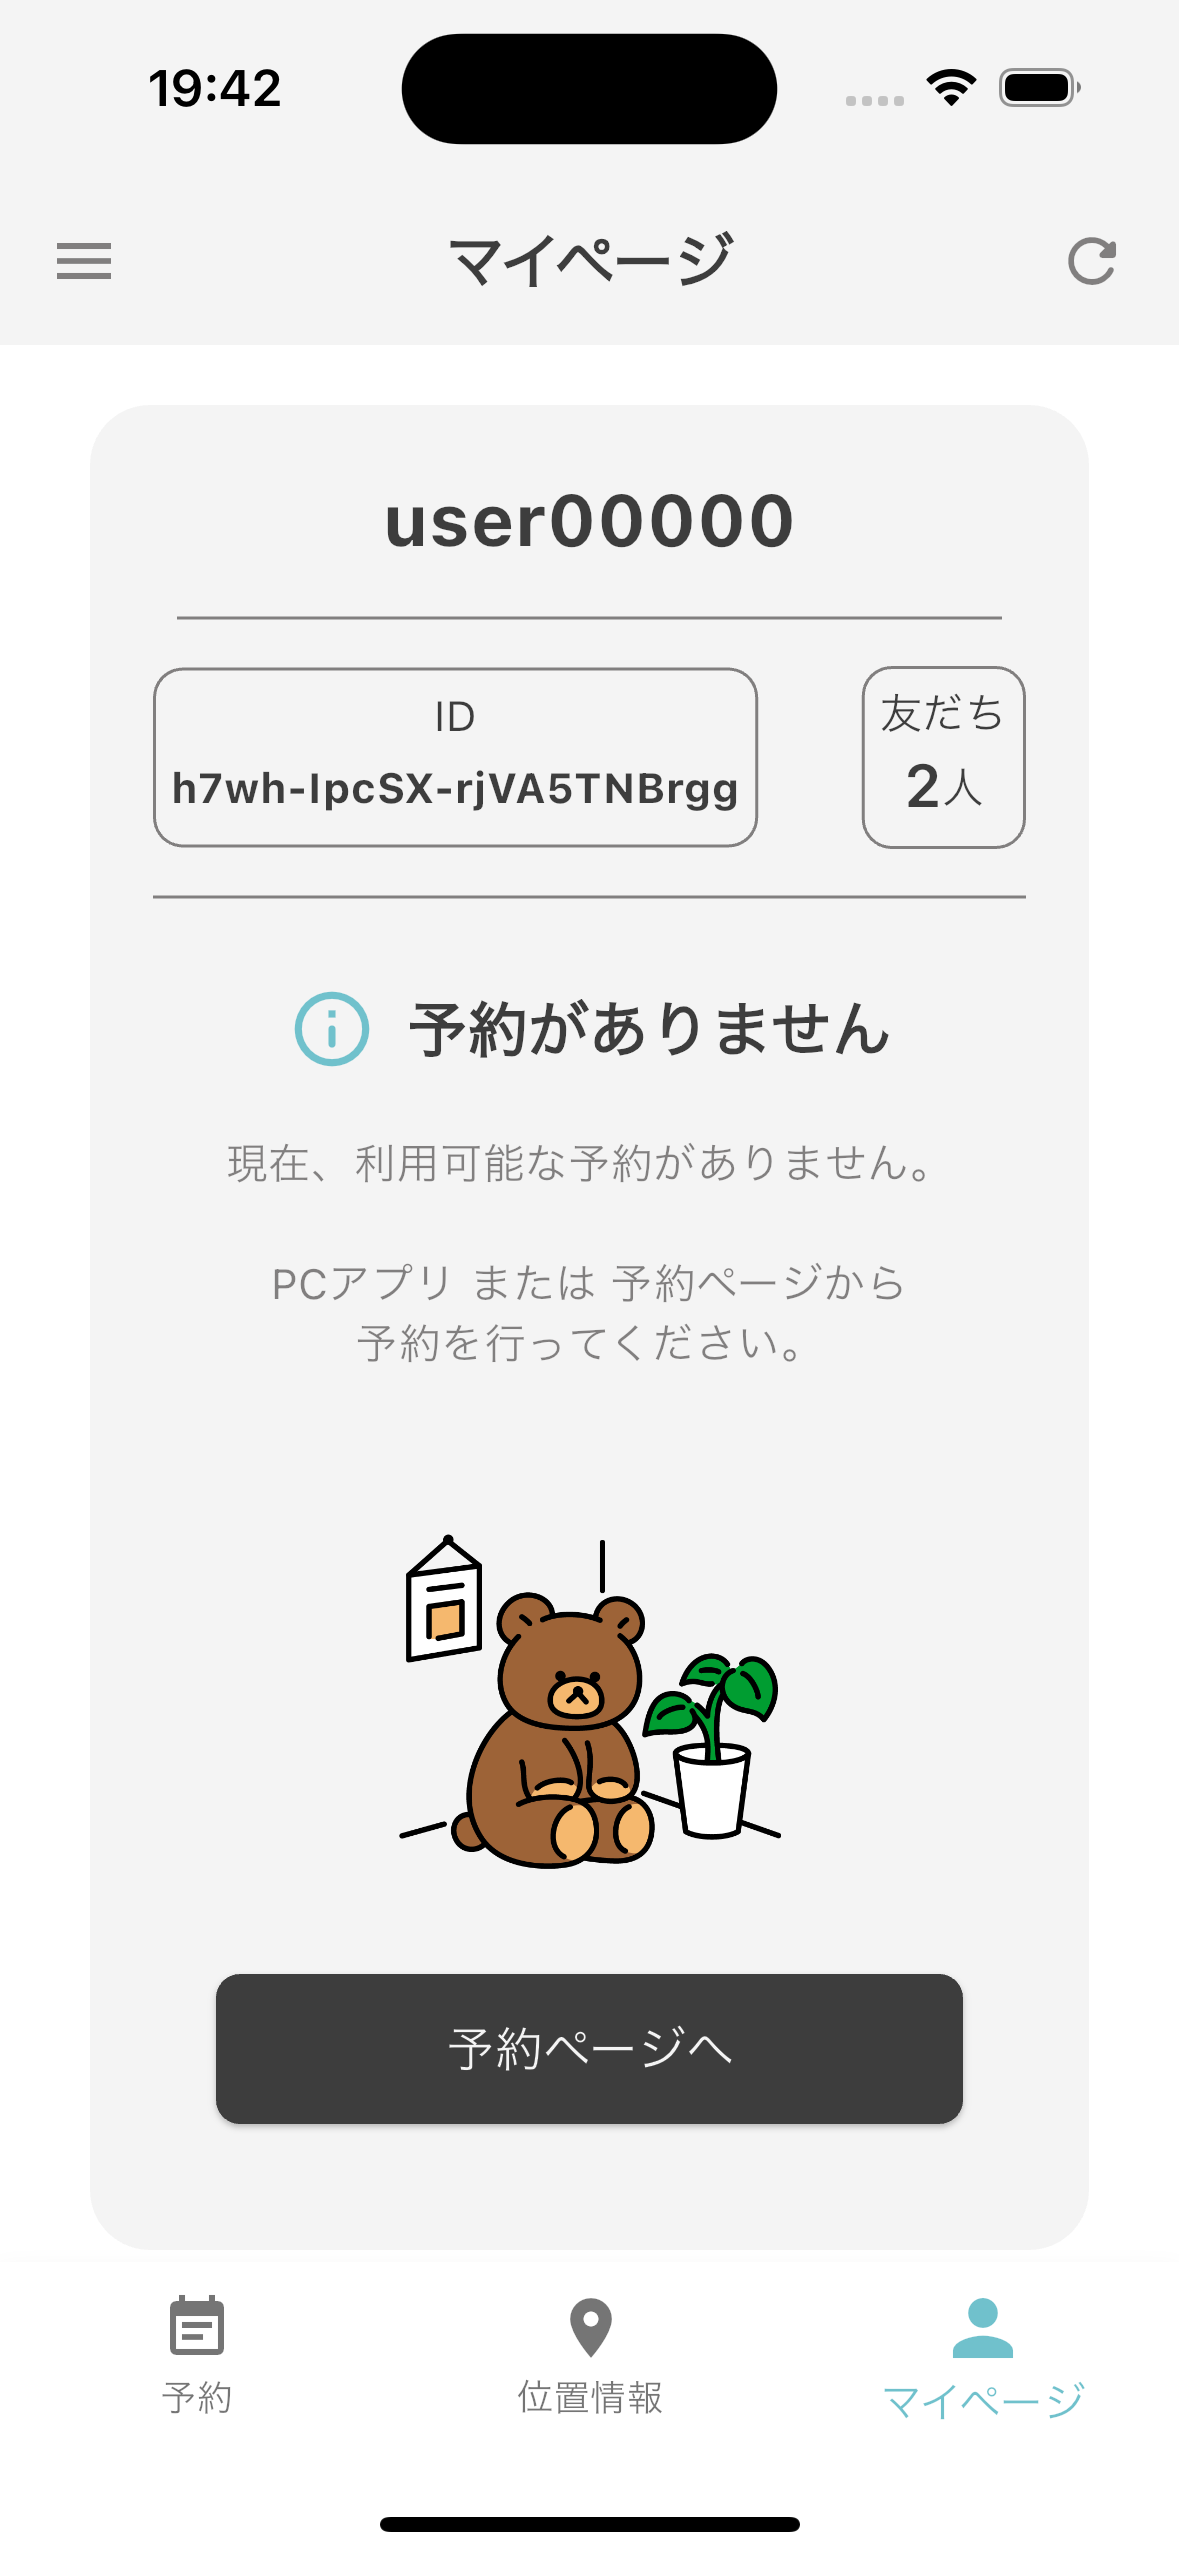 19:42
マイページ
user00000
ID
h7wh-IpcSX-rjVA5TNBrgg
友だち
2人
予約がありません
現在、利用可能な予約がありません。
PCアプリ または 予約ページから
予約を行ってください。
予約ページへ
予約
位置情報
マイページ